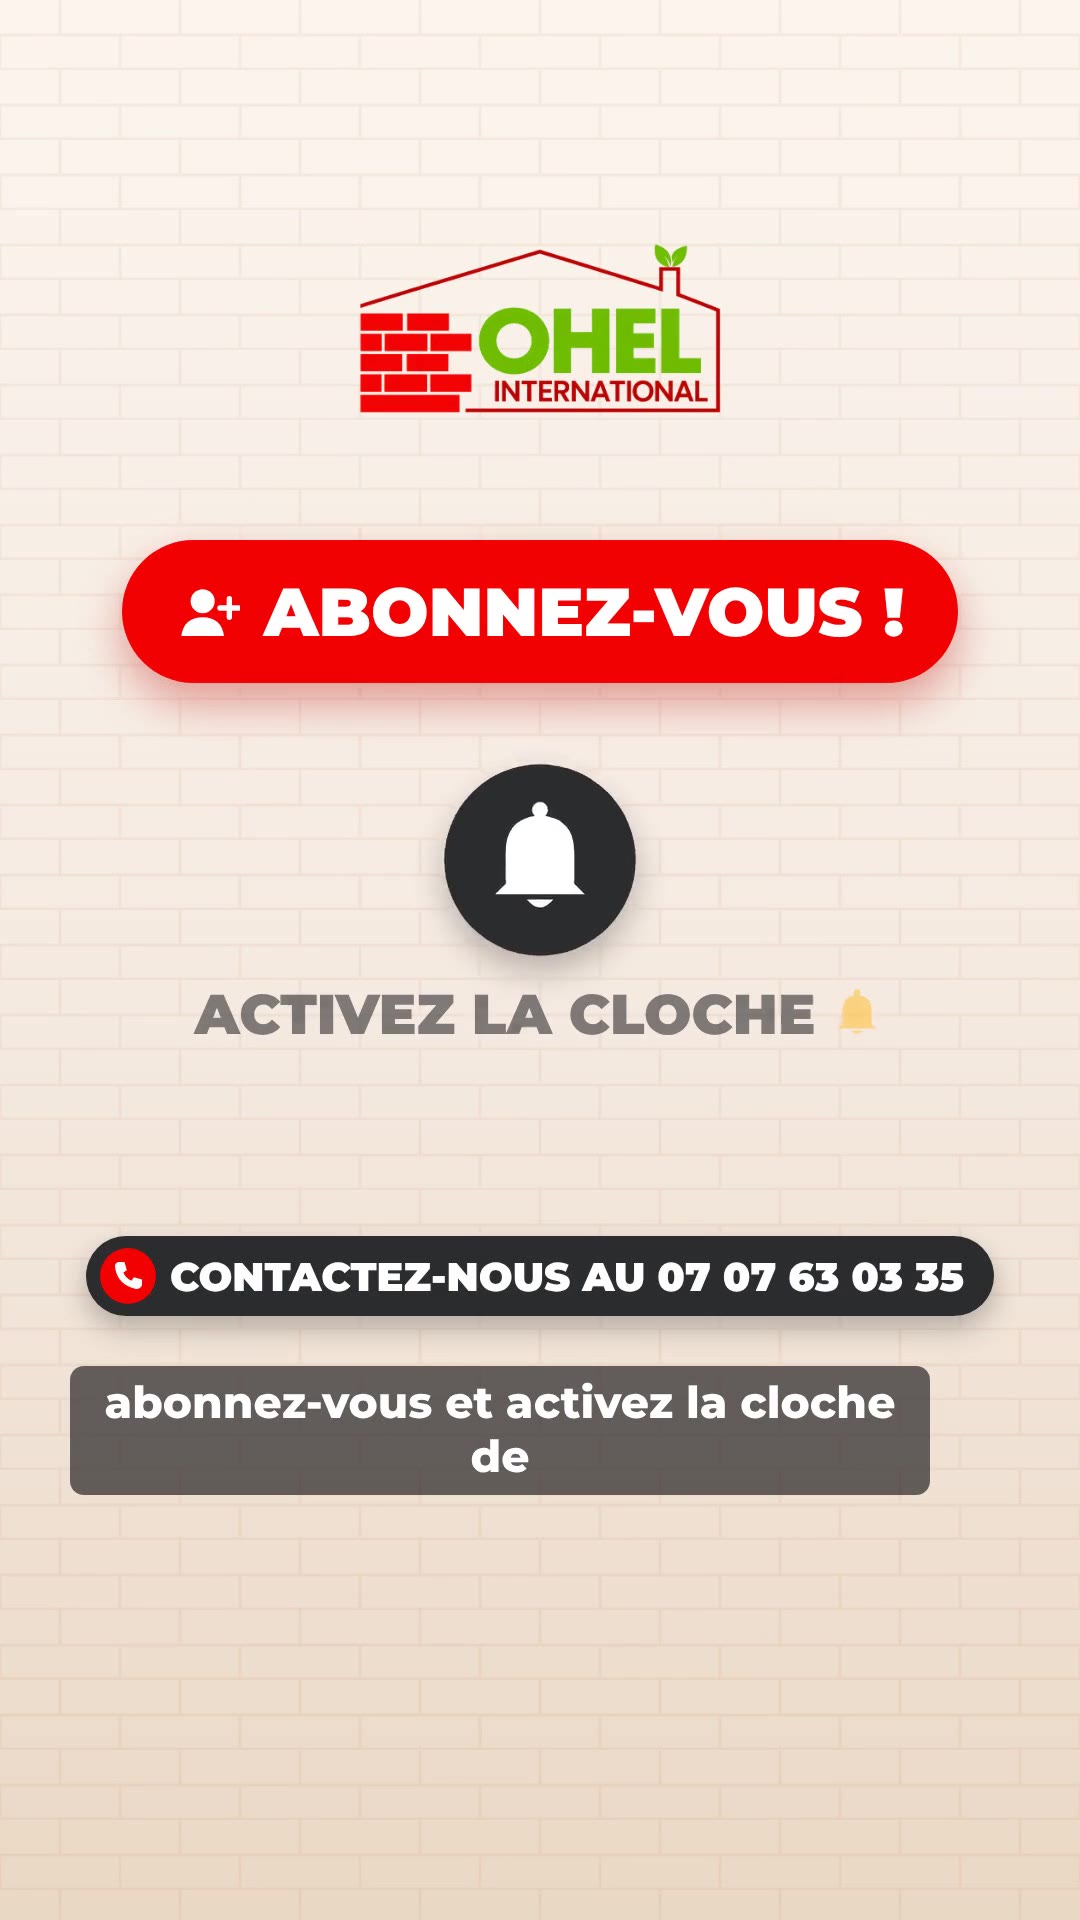 OHEL
INTERNATIONAL
ABONNEZ-VOUS !
ACTIVEZ LA CLOCHE
CONTACTEZ-NOUS AU 07 07 63 03 35
abonnez-vous et activez la cloche
de